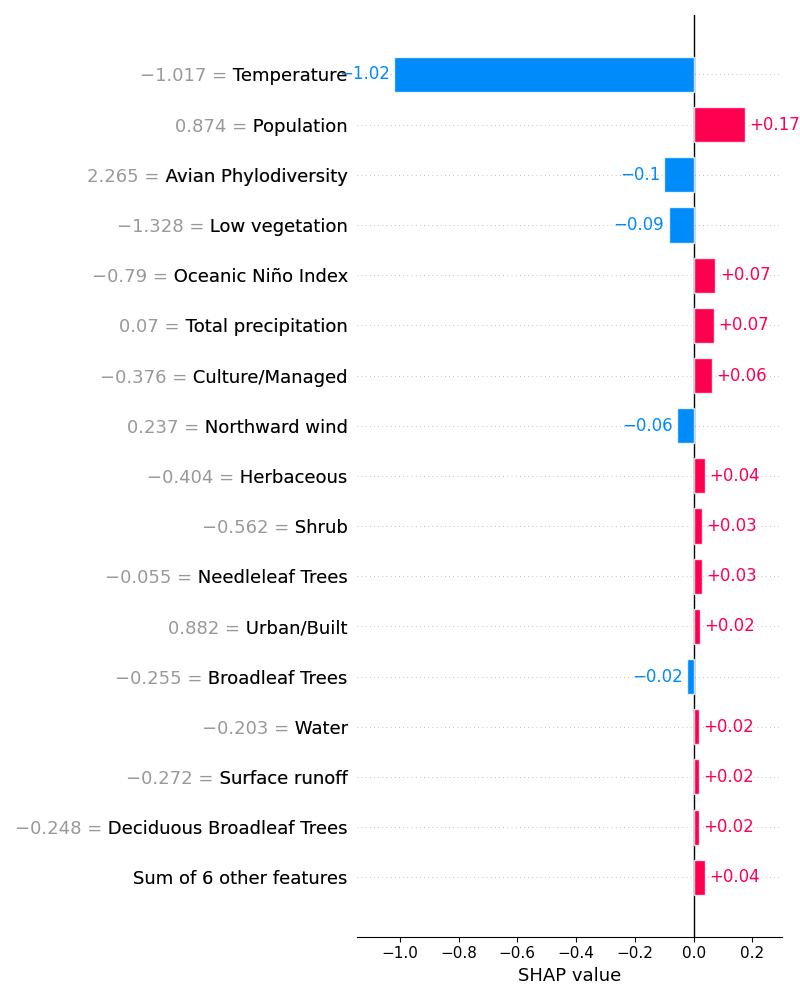 −1.017 = Temperature −1.02
0.874 = Population +0.17
2.265 = Avian Phylodiversity −0.1
−1.328 = Low vegetation −0.09
−0.79 = Oceanic Niño Index +0.07
0.07 = Total precipitation +0.07
−0.376 = Culture/Managed +0.06
0.237 = Northward wind −0.06
−0.404 = Herbaceous +0.04
−0.562 = Shrub +0.03
−0.055 = Needleleaf Trees +0.03
0.882 = Urban/Built +0.02
−0.255 = Broadleaf Trees −0.02
−0.203 = Water +0.02
−0.272 = Surface runoff +0.02
−0.248 = Deciduous Broadleaf Trees +0.02
Sum of 6 other features +0.04
−1.0 −0.8 −0.6 −0.4 −0.2 0.0 0.2
SHAP value